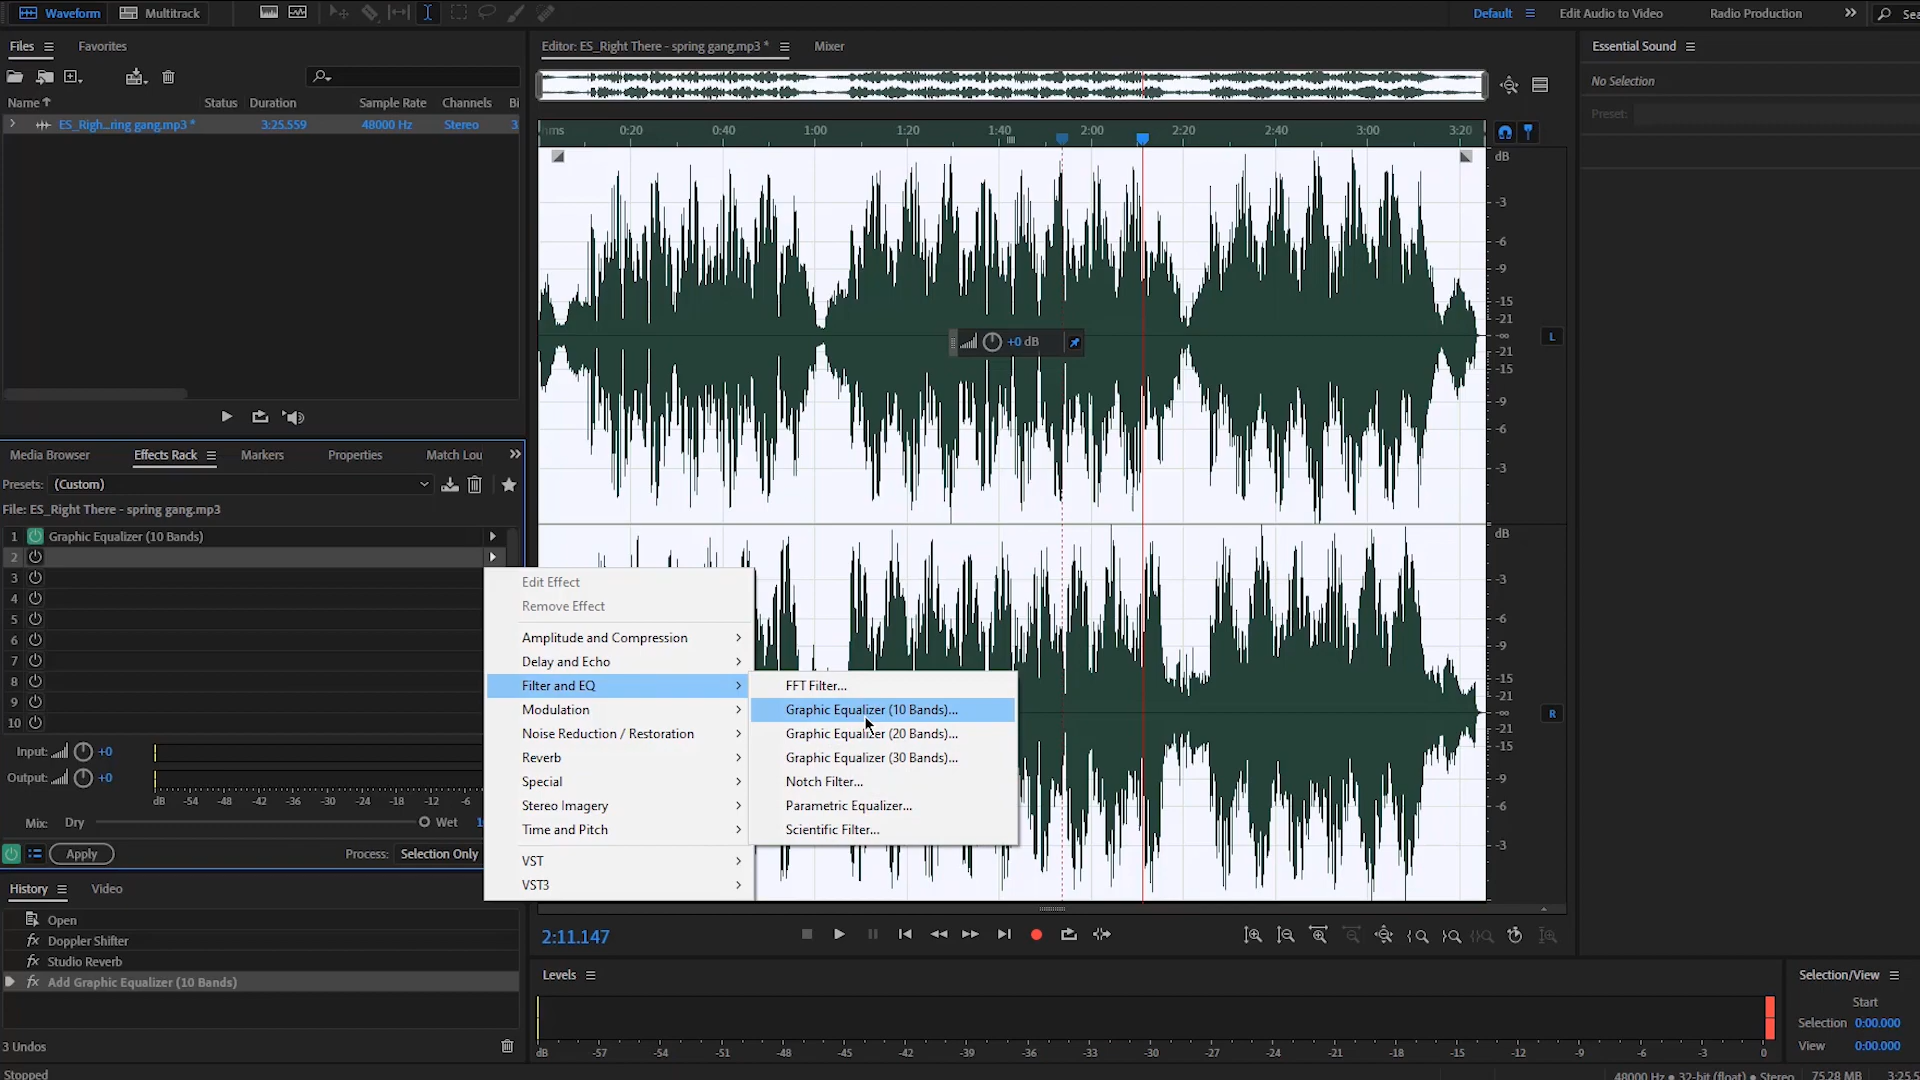 Waveform Multitrack Default Edit Audio to Video Radio Production Sea
Files Favorites
Name Status Duration Sample Rate Channels Bi
ES_Righ...ring gang.mp3 * 3:25.559 48000 Hz Stereo 3
Media Browser Effects Rack Markers Properties Match Lou
Presets: (Custom)
File: ES_Right There - spring gang.mp3
1 Graphic Equalizer (10 Bands)
2
3
4
5
6
7
8
9
10
Input: +0
Output: +0
dB -54 -48 -42 -36 -30 -24 -18 -12 -6
Mix: Dry Wet
Apply Process: Selection Only
History Video
Open
Doppler Shifter
Studio Reverb
Add Graphic Equalizer (10 Bands)
3 Undos
Stopped
Editor: ES_Right There - spring gang.mp3 * Mixer
hms 0:20 0:40 1:00 1:20 1:40 2:00 2:20 2:40 3:00 3:20
dB
-3
-6
-9
-15
-21
-∞
-21
-15
-9
-6
-3
L
+0 dB
dB
-3
-6
-9
-15
-21
-∞
-21
-15
-9
-6
-3
R
Edit Effect
Remove Effect
Amplitude and Compression
Delay and Echo
Filter and EQ
Modulation
Noise Reduction / Restoration
Reverb
Special
Stereo Imagery
Time and Pitch
VST
VST3
FFT Filter...
Graphic Equalizer (10 Bands)...
Graphic Equalizer (20 Bands)...
Graphic Equalizer (30 Bands)...
Notch Filter...
Parametric Equalizer...
Scientific Filter...
2:11.147
Levels
dB -57 -54 -51 -48 -45 -42 -39 -36 -33 -30 -27 -24 -21 -18 -15 -12 -9 -6 -3 0
Essential Sound
No Selection
Preset:
Selection/View
Start
Selection 0:00.000
View 0:00.000
48000 Hz • 32-bit (float) • Stereo 75.28 MB 3:25.5